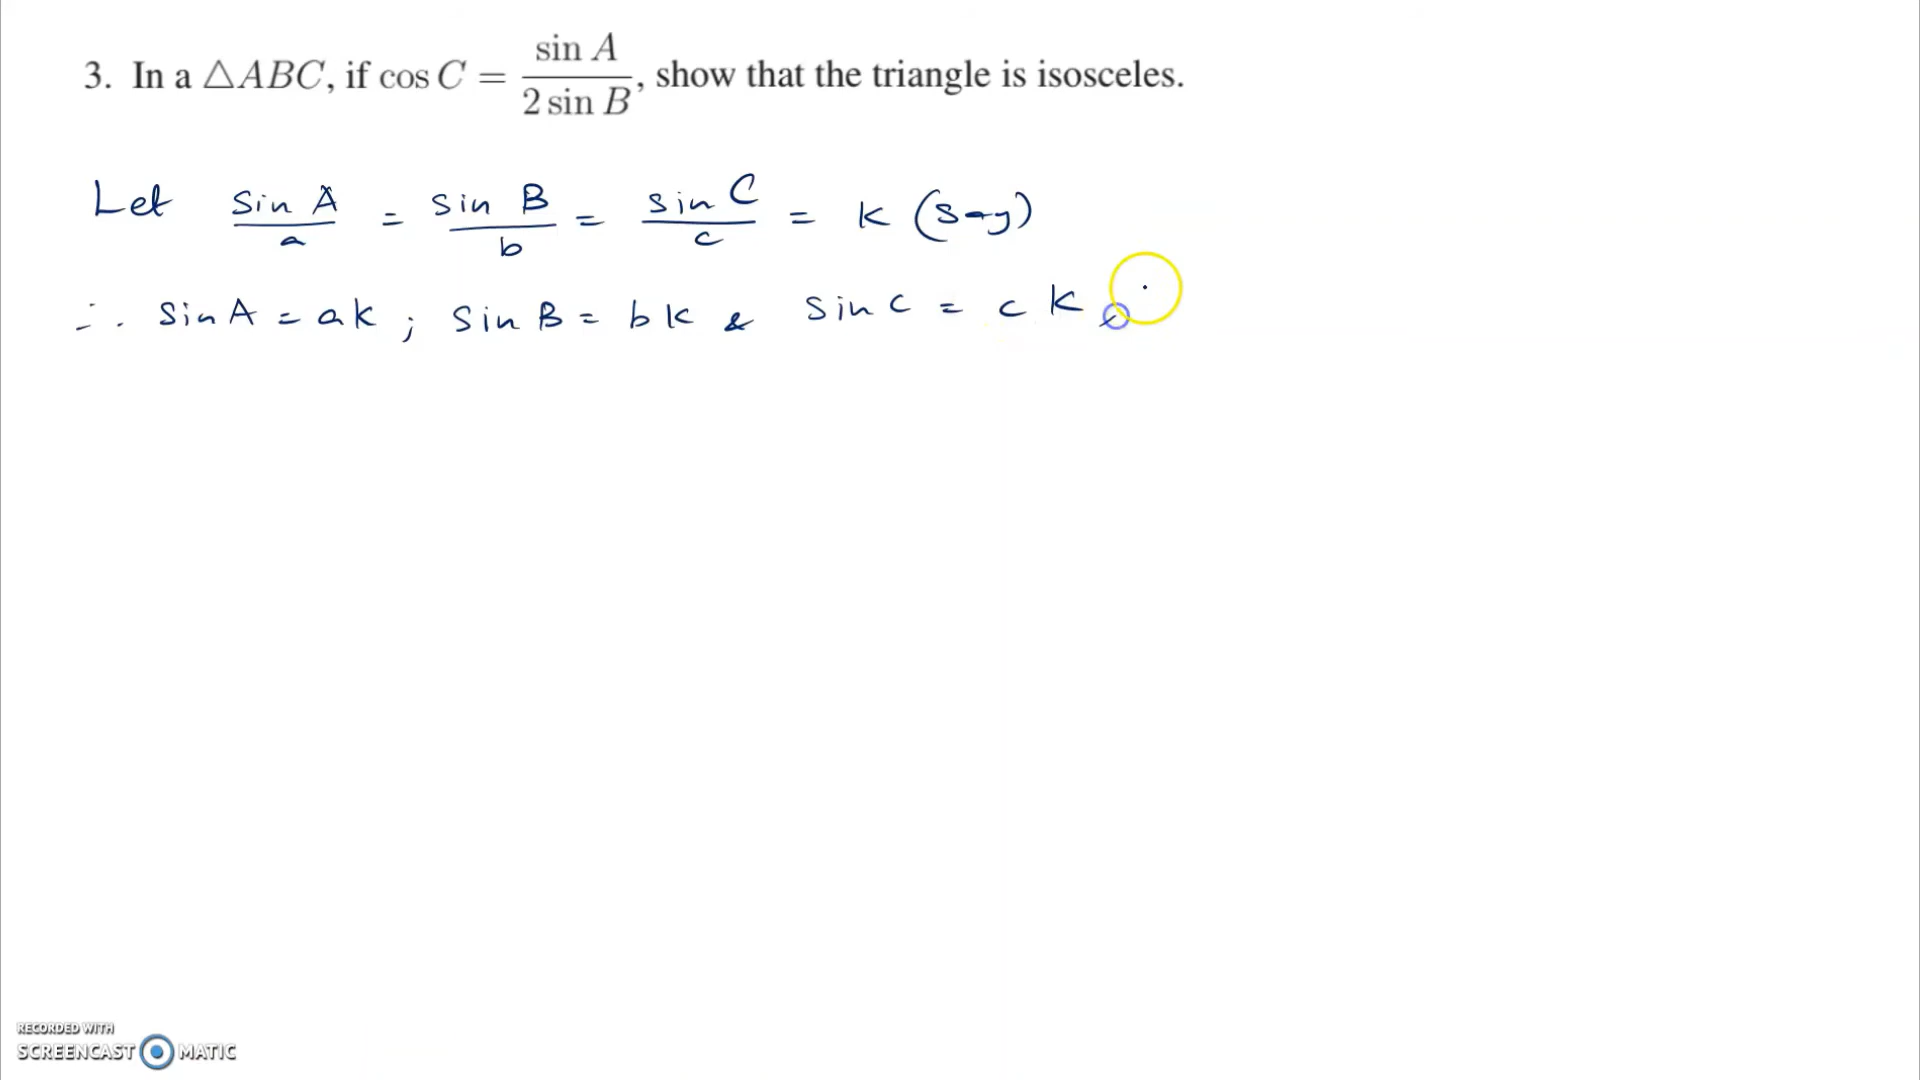 3. In a △ABC, if cos C = sin A / 2 sin B, show that the triangle is isosceles.
Let sin A / a = sin B / b = sin C / c = k (say)
∴ sin A = ak ; sin B = bk & sin C = ck
RECORDED WITH
SCREENCAST MATIC